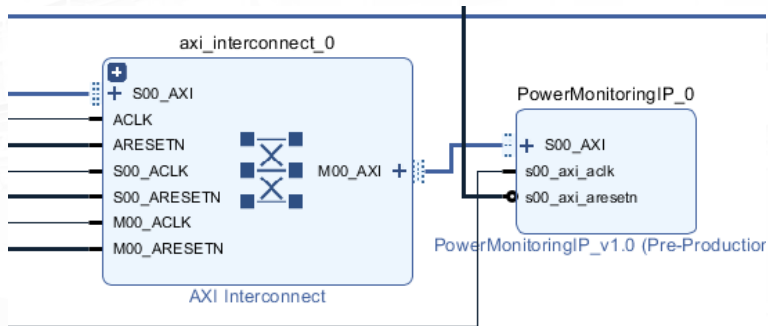 axi_interconnect_0
S00_AXI
ACLK
ARESETN
S00_ACLK
S00_ARESETN
M00_ACLK
M00_ARESETN
M00_AXI
AXI Interconnect
PowerMonitoringIP_0
S00_AXI
s00_axi_aclk
s00_axi_aresetn
PowerMonitoringIP_v1.0 (Pre-Production